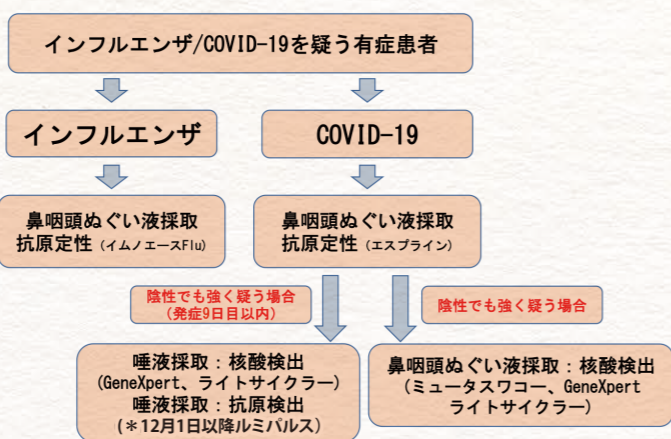 インフルエンザ/COVID-19を疑う有症患者
インフルエンザ
COVID-19
鼻咽頭ぬぐい液採取
抗原定性（イムノエースFlu）
鼻咽頭ぬぐい液採取
抗原定性（エスプライン）
陰性でも強く疑う場合
（発症9日目以内）
陰性でも強く疑う場合
唾液採取：核酸検出
(GeneXpert、ライトサイクラー)
唾液採取：抗原検出
(＊12月1日以降ルミパルス)
鼻咽頭ぬぐい液採取：核酸検出
(ミュータスワコー、GeneXpert
ライトサイクラー)